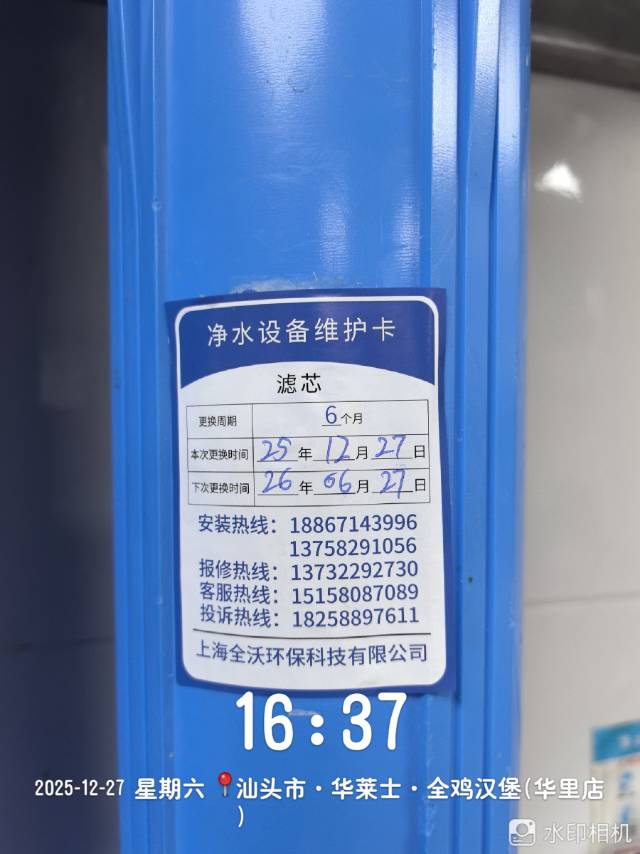 净水设备维护卡
滤芯
更换周期 6个月
本次更换时间 25年12月27日
下次更换时间 26年06月27日
安装热线：18867143996
13758291056
报修热线：13732292730
客服热线：15158087089
投诉热线：18258897611
上海全沃环保科技有限公司
16:37
2025-12-27 星期六 汕头市·华莱士·全鸡汉堡(华里店
)
水印相机